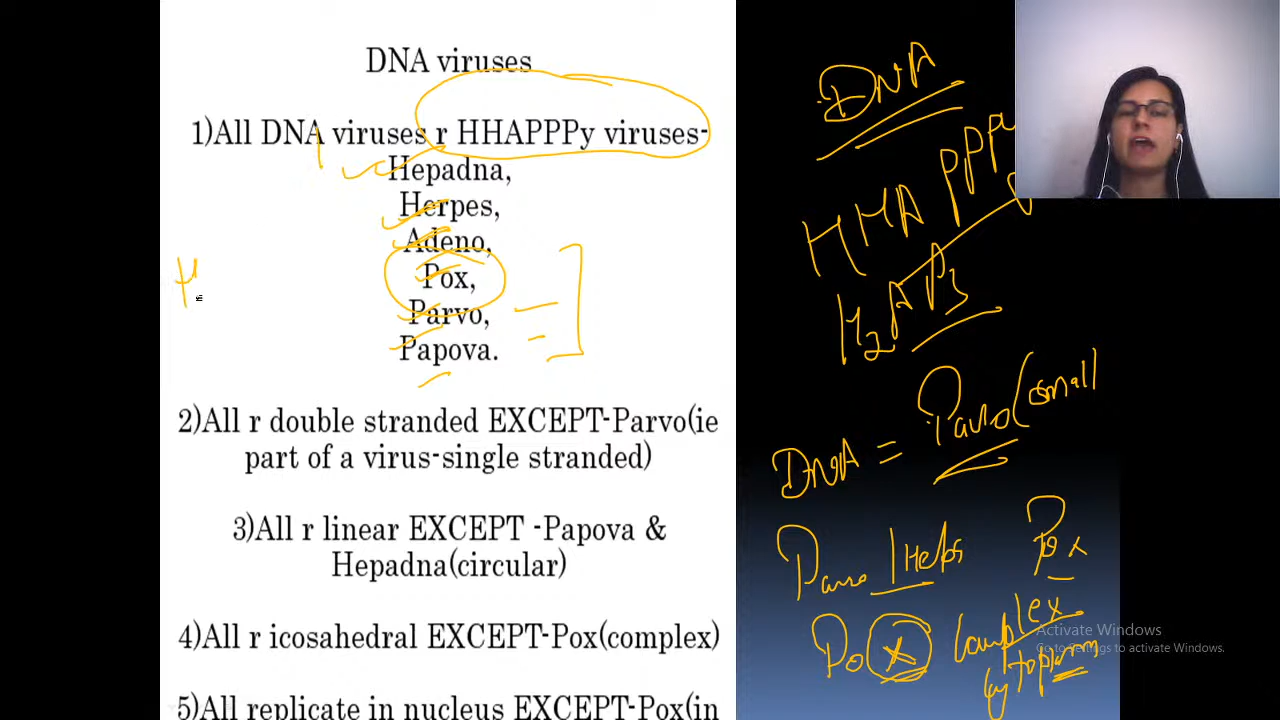 DNA viruses
1)All DNA viruses r HHAPPPy viruses-
Hepadna,
Herpes,
Adeno,
Pox,
Parvo,
Papova.
2)All r double stranded EXCEPT-Parvo(ie
part of a virus-single stranded)
3)All r linear EXCEPT -Papova &
Hepadna(circular)
4)All r icosahedral EXCEPT-Pox(complex)
5)All replicate in nucleus EXCEPT-Pox(in
DNA
HHA PPP
H2AP3
DNA = Parvo (small
Parvo
Pox
Pox complex
Activate Windows
Go to Settings to activate Windows.